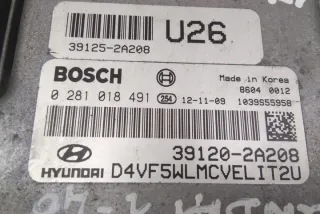 U26
39125-2A208
BOSCH
Made in Korea
8604 0012
0 281 018 491 254 12-11-09 1039S55958
39120-2A208
HYUNDAI D4VF5WLMCVELIT2U